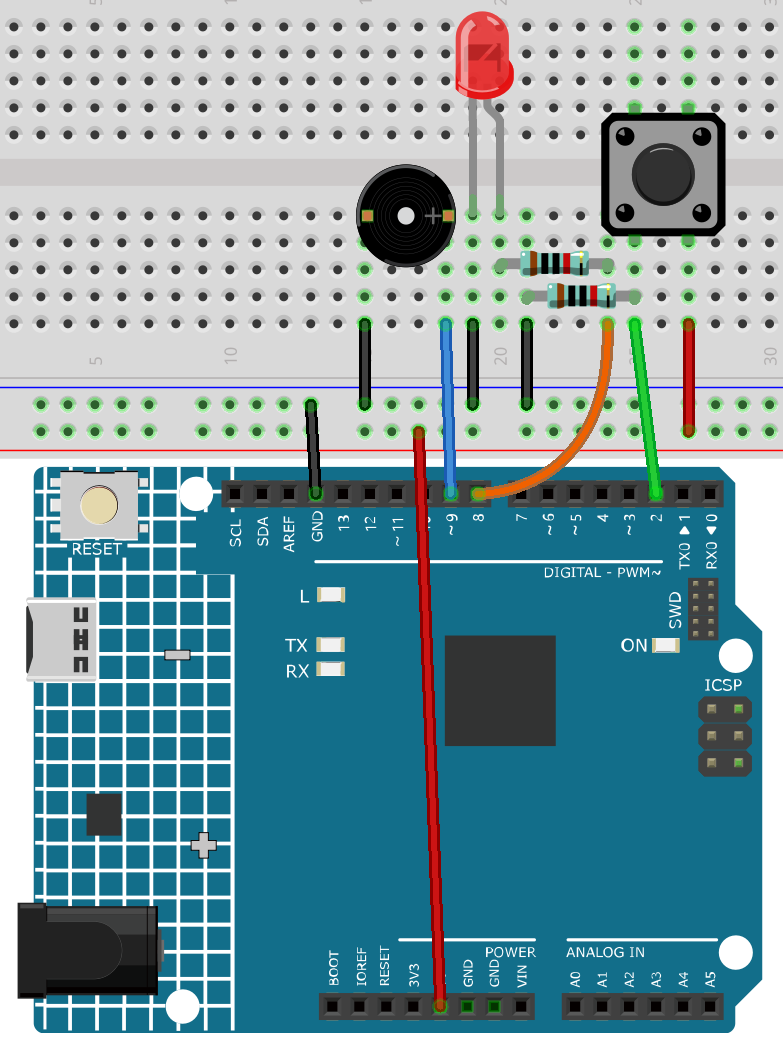 5
10
20
30
RESET
SCL
SDA
AREF
GND
13
12
~11
~9
8
7
~6
~5
4
~3
2
TX0▶1
RX0◀0
DIGITAL - PWM~
L
TX
RX
SWD
ON
ICSP
POWER
ANALOG IN
BOOT
IOREF
RESET
3V3
GND
GND
VIN
A0
A1
A2
A3
A4
A5